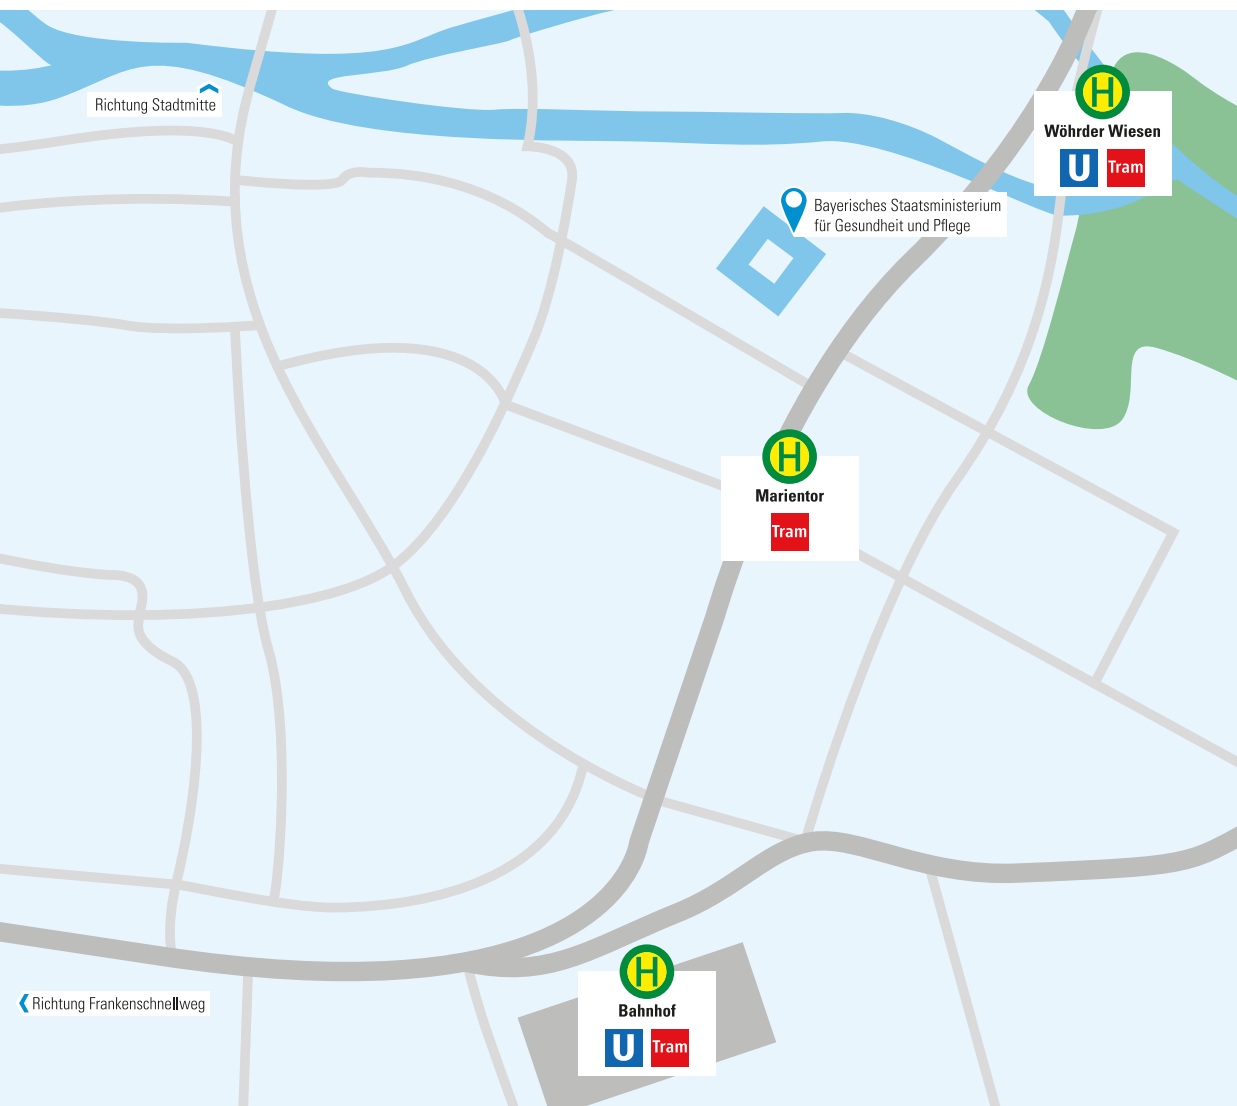 Richtung Stadtmitte
H
Wöhrder Wiesen
U Tram
Bayerisches Staatsministerium
für Gesundheit und Pflege
H
Marientor
Tram
H
Bahnhof
U Tram
Richtung Frankenschnellweg